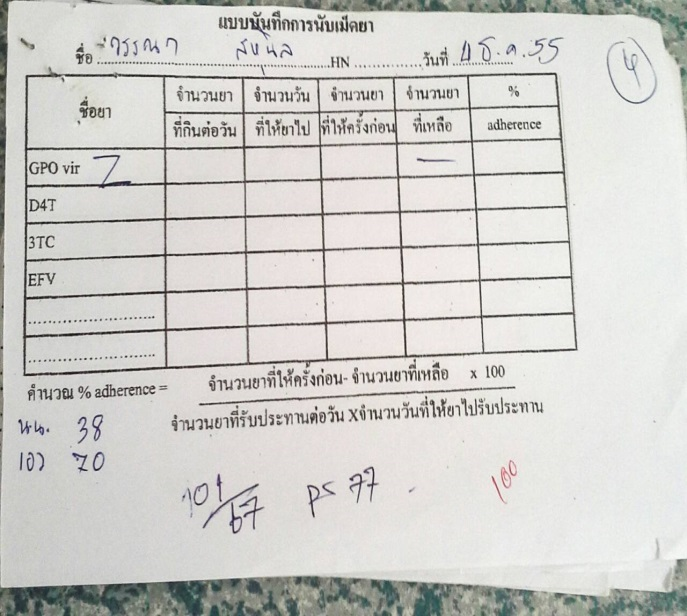 แบบบันทึกการนับเม็ดยา
ชื่อ วรรณา HN วันที่ 4 ธ.ค. 55
4
ชื่อยา จำนวนยา จำนวนวัน จำนวนยา จำนวนยา %
ที่กินต่อวัน ที่ให้ยาไป ที่ให้ครั้งก่อน ที่เหลือ adherence
GPO vir Z —
D4T
3TC
EFV
คำนวณ % adherence = จำนวนยาที่ให้ครั้งก่อน- จำนวนยาที่เหลือ x 100
จำนวนยาที่รับประทานต่อวัน Xจำนวนวันที่ให้ยาไปรับประทาน
นน. 38
เอว 70
101/67 PS 77
100